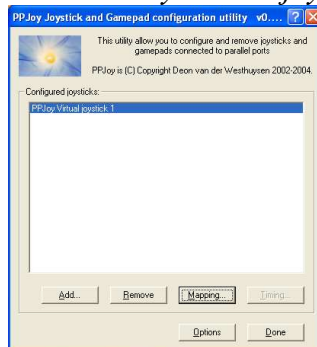 PPJoy Joystick and Gamepad configuration utility v0....
This utility allow you to configure and remove joysticks and
gamepads connected to parallel
ports
PPJoy is (C) Copyright Deon van der Westhuysen 2002-2004.
Configured joysticks:
PPJoy Virtual joystick 1
Add... Remove Mapping... Timing...
Options Done